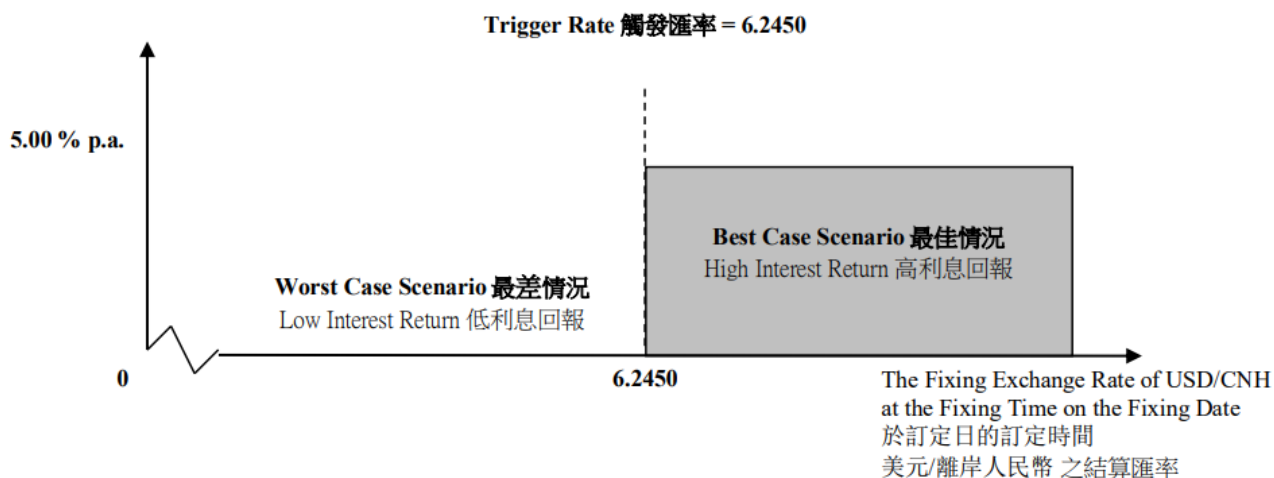 Trigger Rate 觸發匯率 = 6.2450
5.00 % p.a.
Best Case Scenario 最佳情況
High Interest Return 高利息回報
Worst Case Scenario 最差情況
Low Interest Return 低利息回報
0
6.2450
The Fixing Exchange Rate of USD/CNH
at the Fixing Time on the Fixing Date
於訂定日的訂定時間
美元/離岸人民幣 之結算匯率